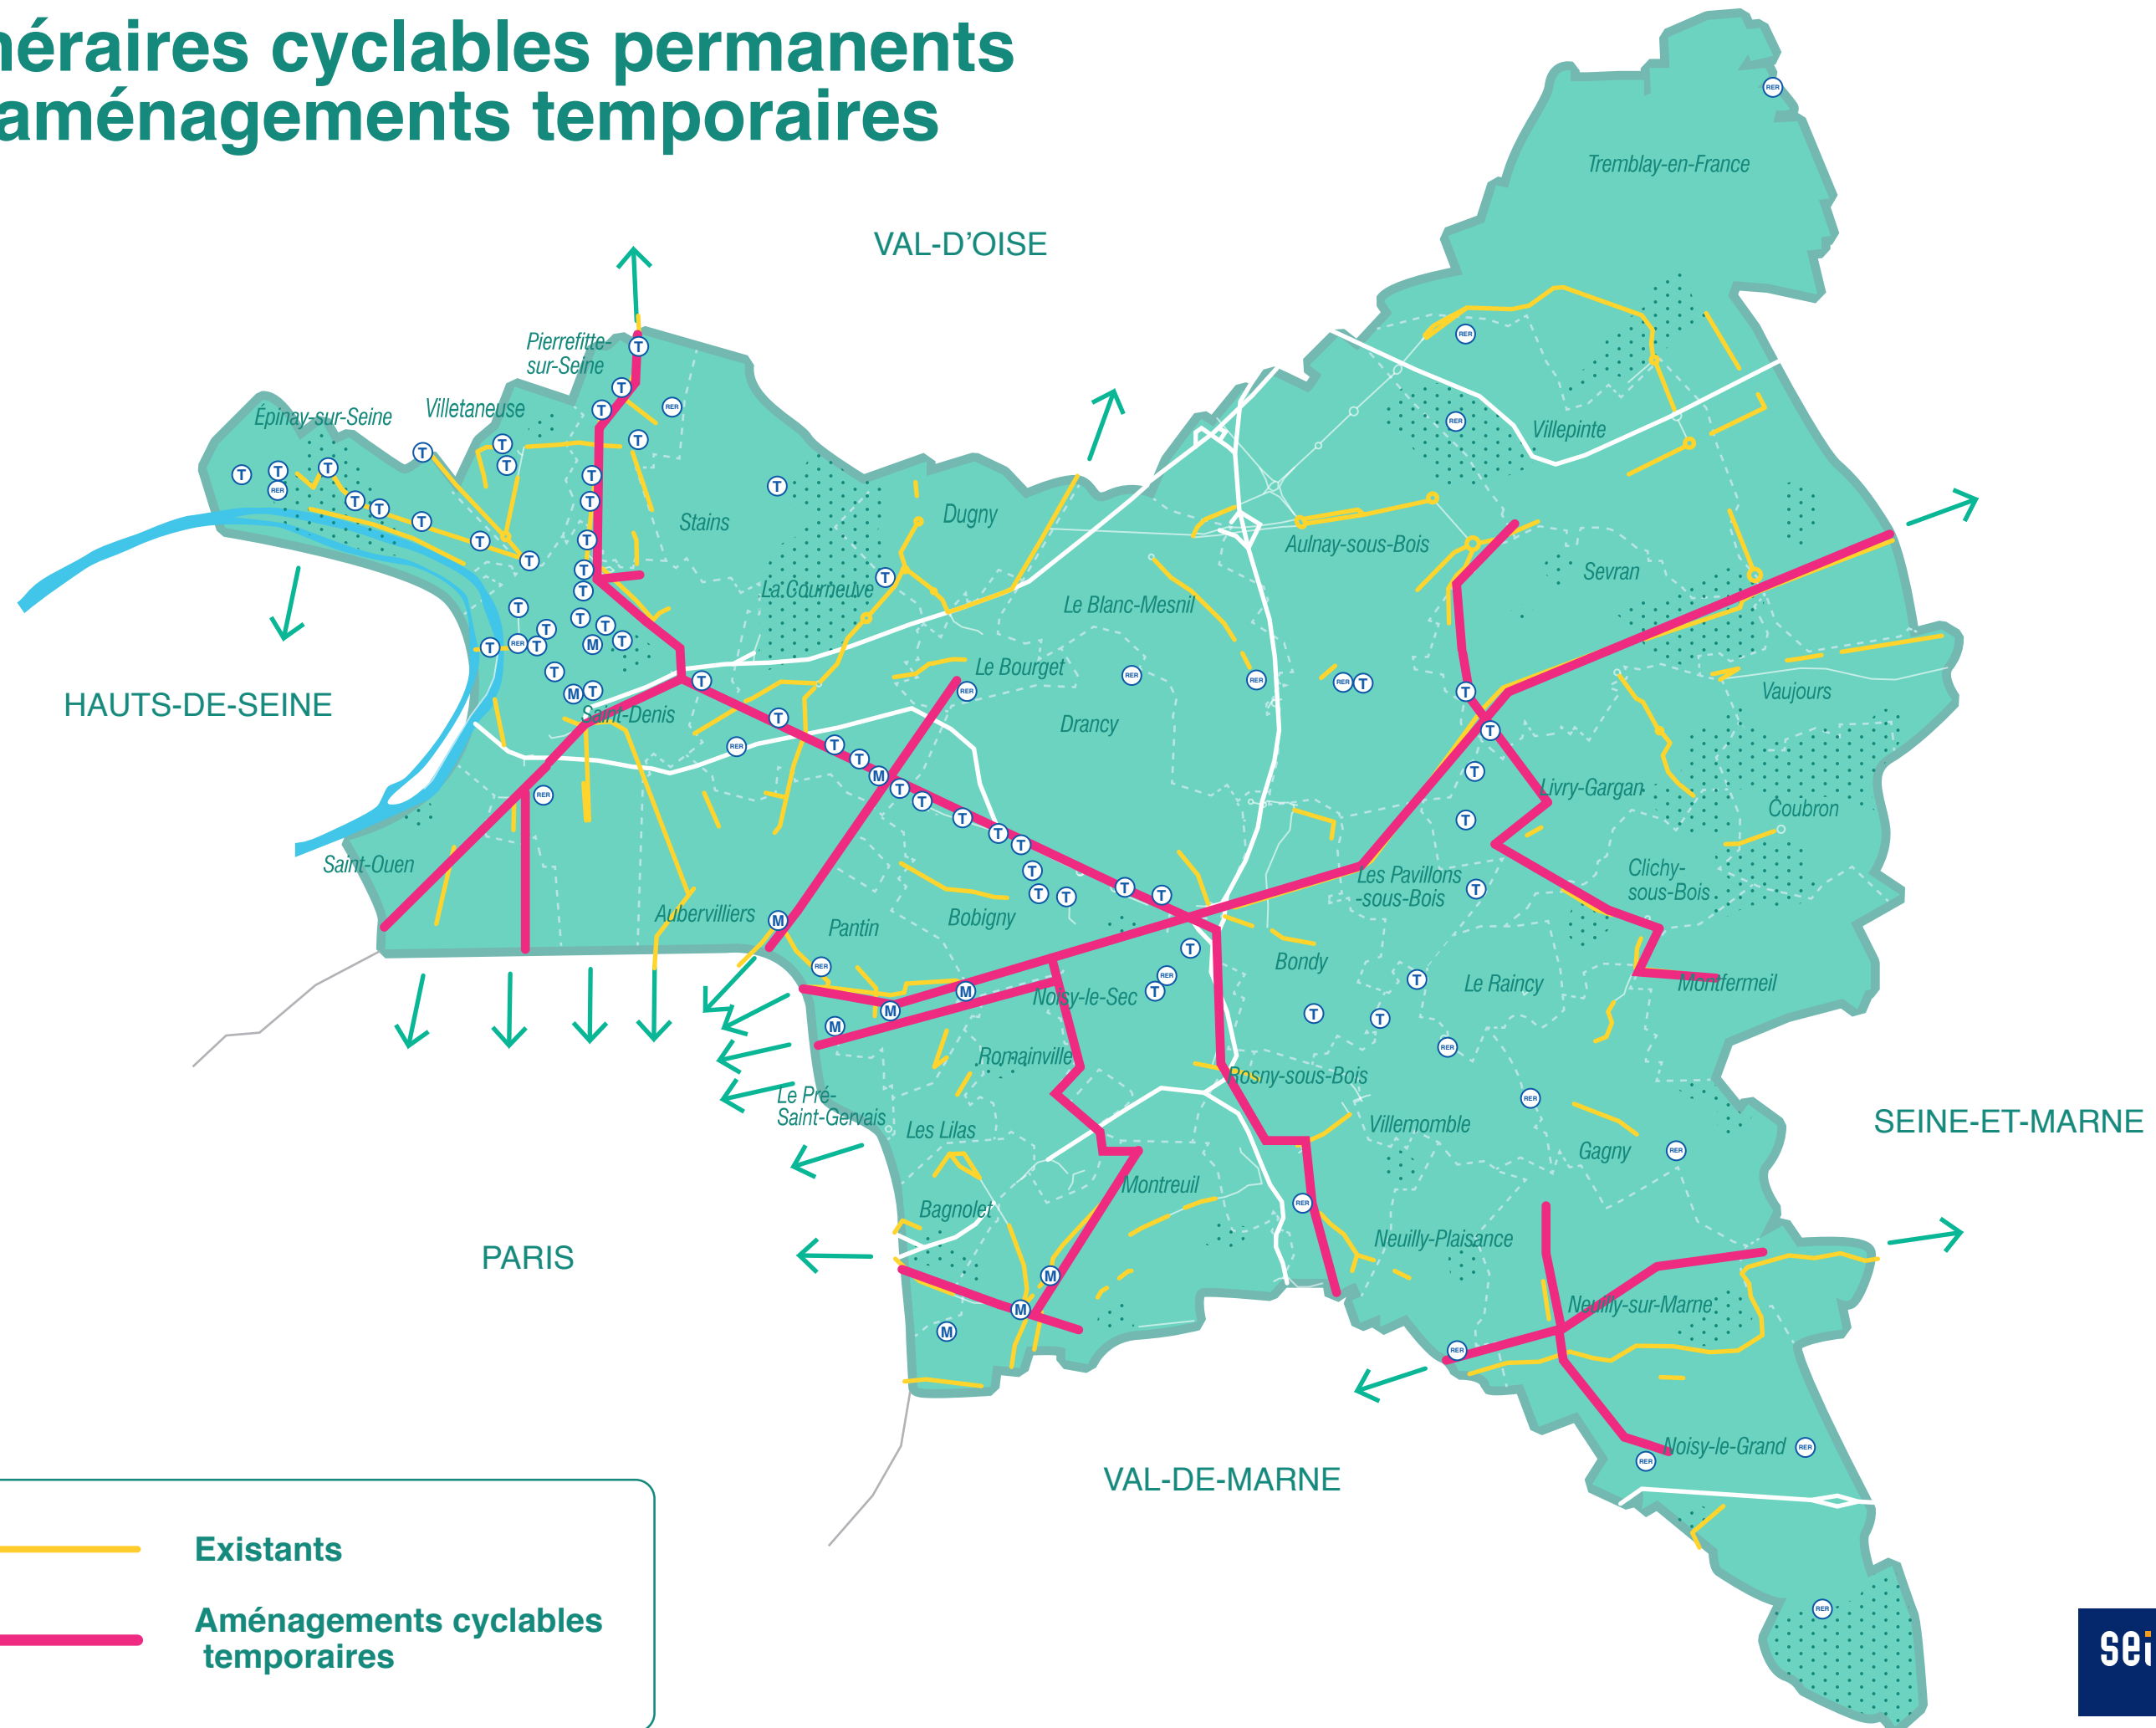 néraires cyclables permanents
aménagements temporaires
Tremblay-en-France
VAL-D'OISE
Pierrefitte-
sur-Seine
Villetaneuse
Épinay-sur-Seine
Villepinte
Stains
Dugny
Aulnay-sous-Bois
Sevran
La Courneuve
Le Blanc-Mesnil
Le Bourget
Vaujours
HAUTS-DE-SEINE
Saint-Denis
Drancy
Livry-Gargan
Coubron
Saint-Ouen
Les Pavillons
-sous-Bois
Clichy-
sous-Bois
Aubervilliers
Pantin
Bobigny
Bondy
Le Raincy
Montfermeil
Noisy-le-Sec
Romainville
Rosny-sous-Bois
Le Pré-
Saint-Gervais
Les Lilas
Villemomble
SEINE-ET-MARNE
Gagny
Montreuil
Bagnolet
Neuilly-Plaisance
PARIS
Neuilly-sur-Marne
Noisy-le-Grand
VAL-DE-MARNE
Existants
Aménagements cyclables
temporaires
sei